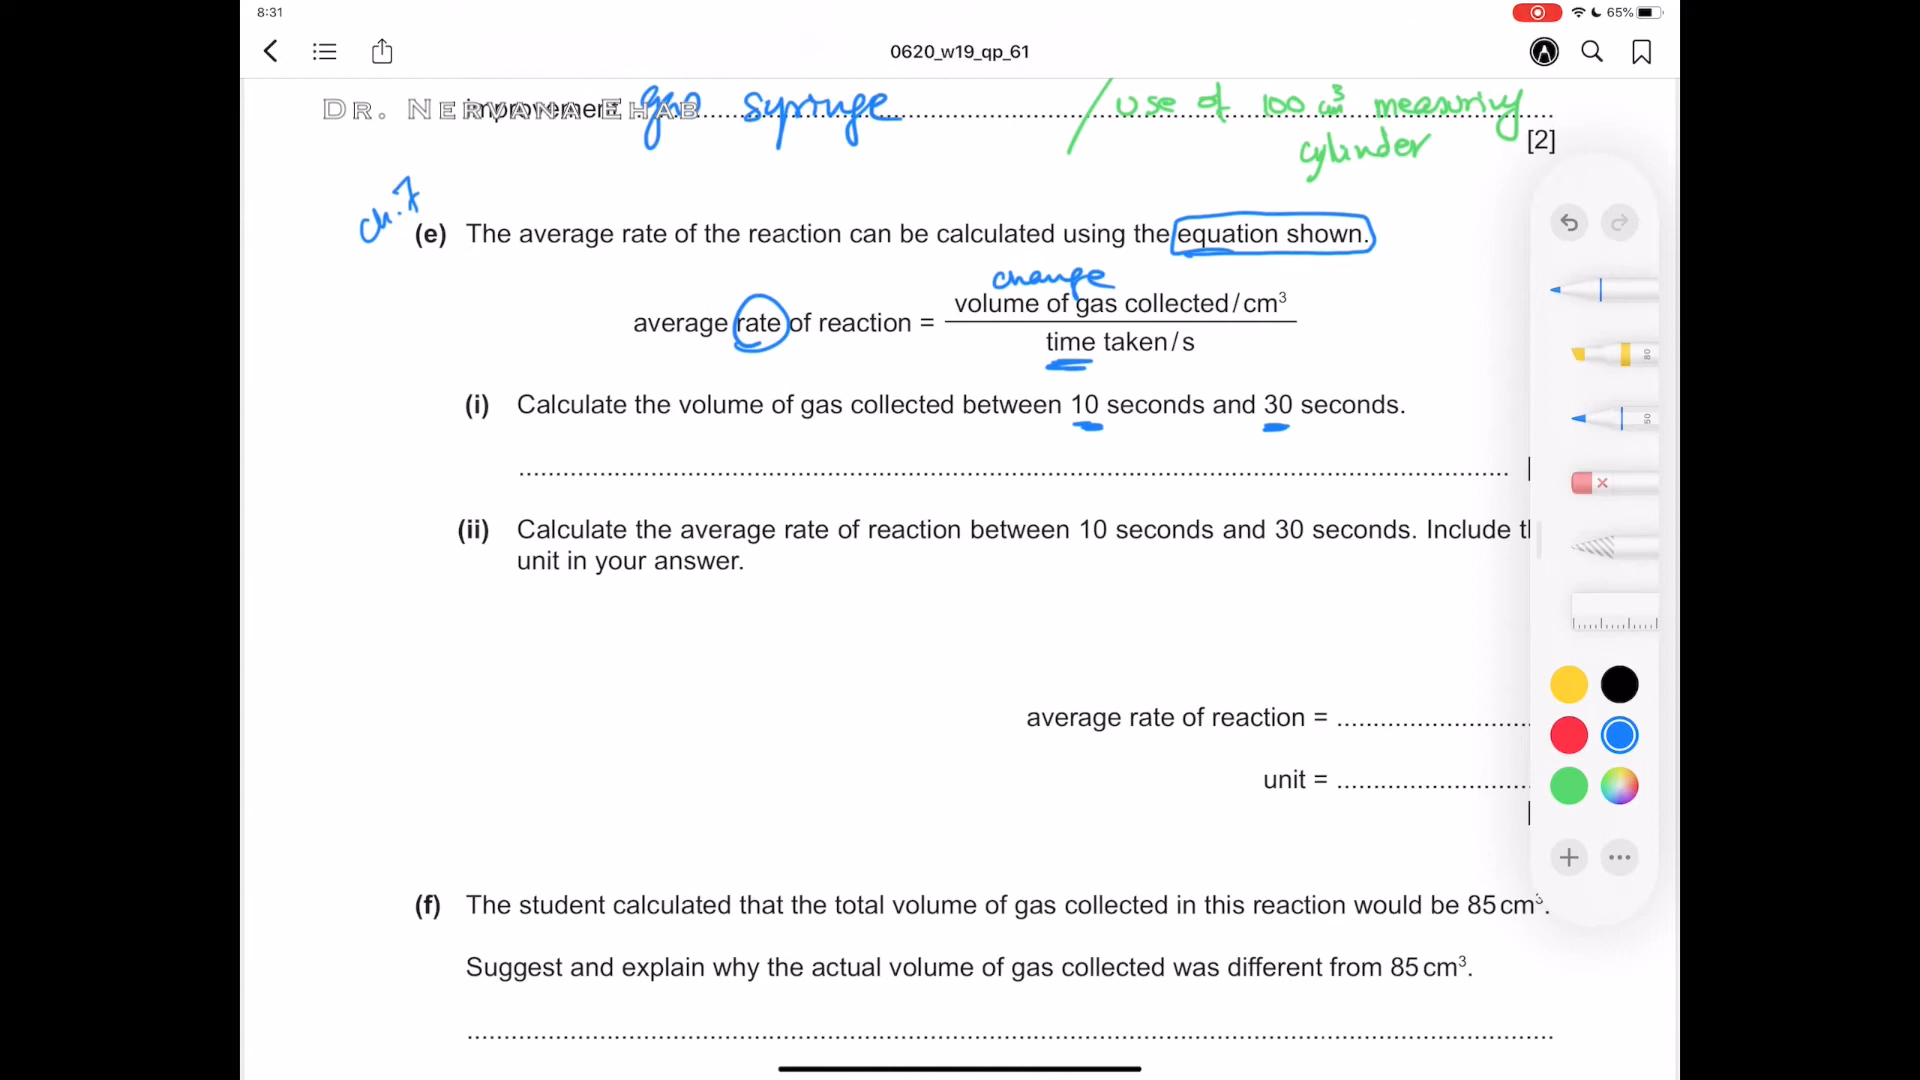 8:31
65%
0620_w19_qp_61
DR. NERVANA EHAB
improvement gas syringe / use of 100 cm³ measuring
cylinder
[2]
ch. 7
(e) The average rate of the reaction can be calculated using the equation shown.
change
average rate of reaction = volume of gas collected/cm³
time taken/s
(i) Calculate the volume of gas collected between 10 seconds and 30 seconds.
(ii) Calculate the average rate of reaction between 10 seconds and 30 seconds. Include
unit in your answer.
average rate of reaction =
unit =
(f) The student calculated that the total volume of gas collected in this reaction would be 85 cm³.
Suggest and explain why the actual volume of gas collected was different from 85 cm³.
80
50